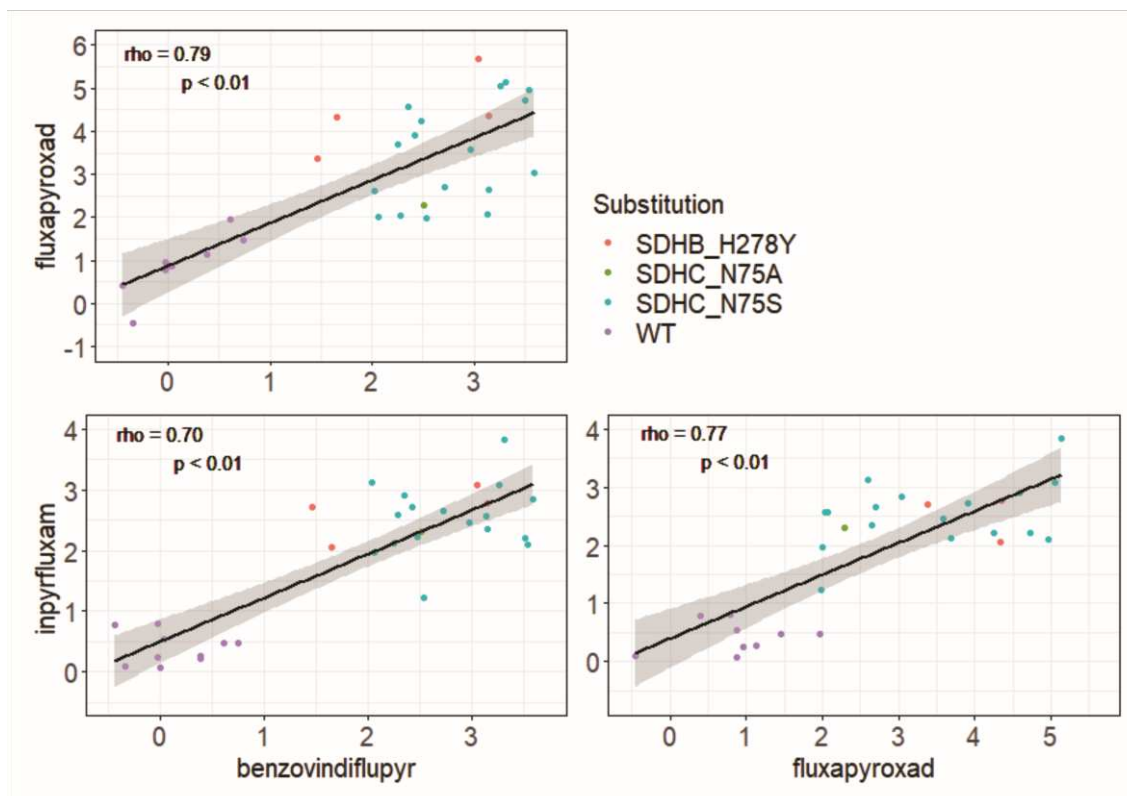 rho = 0.79
p < 0.01
6
5
4
3
2
1
0
-1
fluxapyroxad
0 1 2 3
Substitution
SDHB_H278Y
SDHC_N75A
SDHC_N75S
WT
rho = 0.70
p < 0.01
4
3
2
1
0
inpyrfluxam
0 1 2 3
benzovindiflupyr
rho = 0.77
p < 0.01
4
3
2
1
0
0 1 2 3 4 5
fluxapyroxad